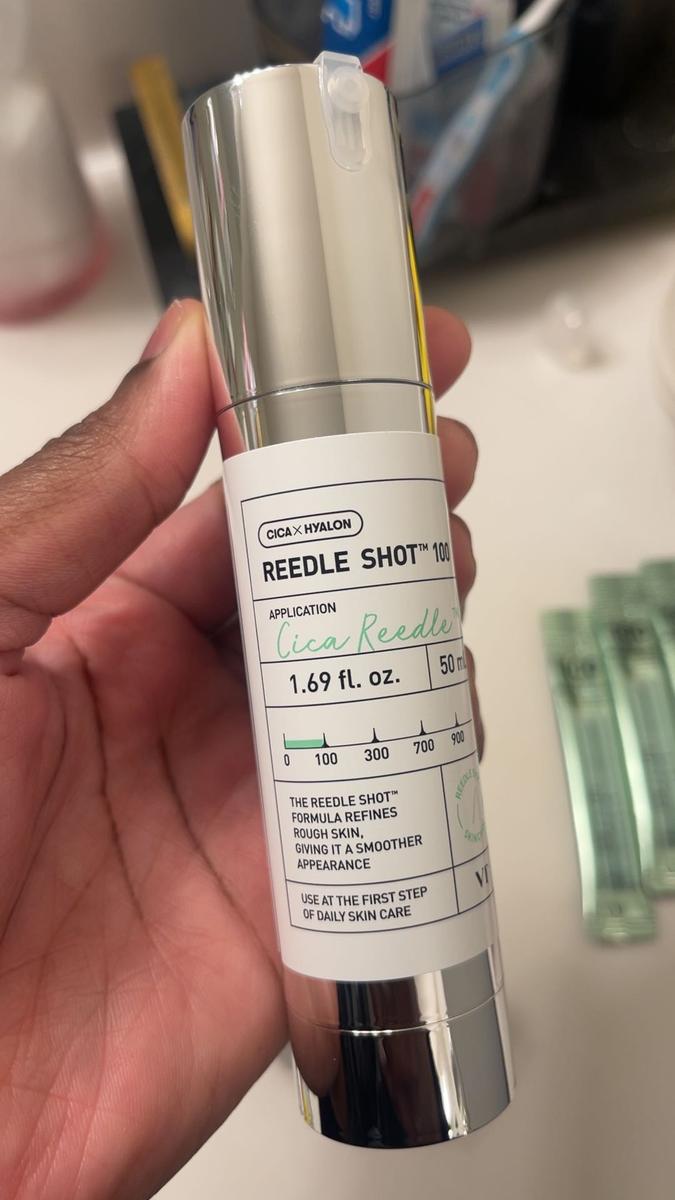 CICA×HYALON
REEDLE SHOT™ 100
APPLICATION
Cica Reedle™
1.69 fl. oz.
50
0 100 300 700 900
THE REEDLE SHOT™
FORMULA REFINES
ROUGH SKIN,
GIVING IT A SMOOTHER
APPEARANCE
USE AT THE FIRST STEP
OF DAILY SKIN CARE